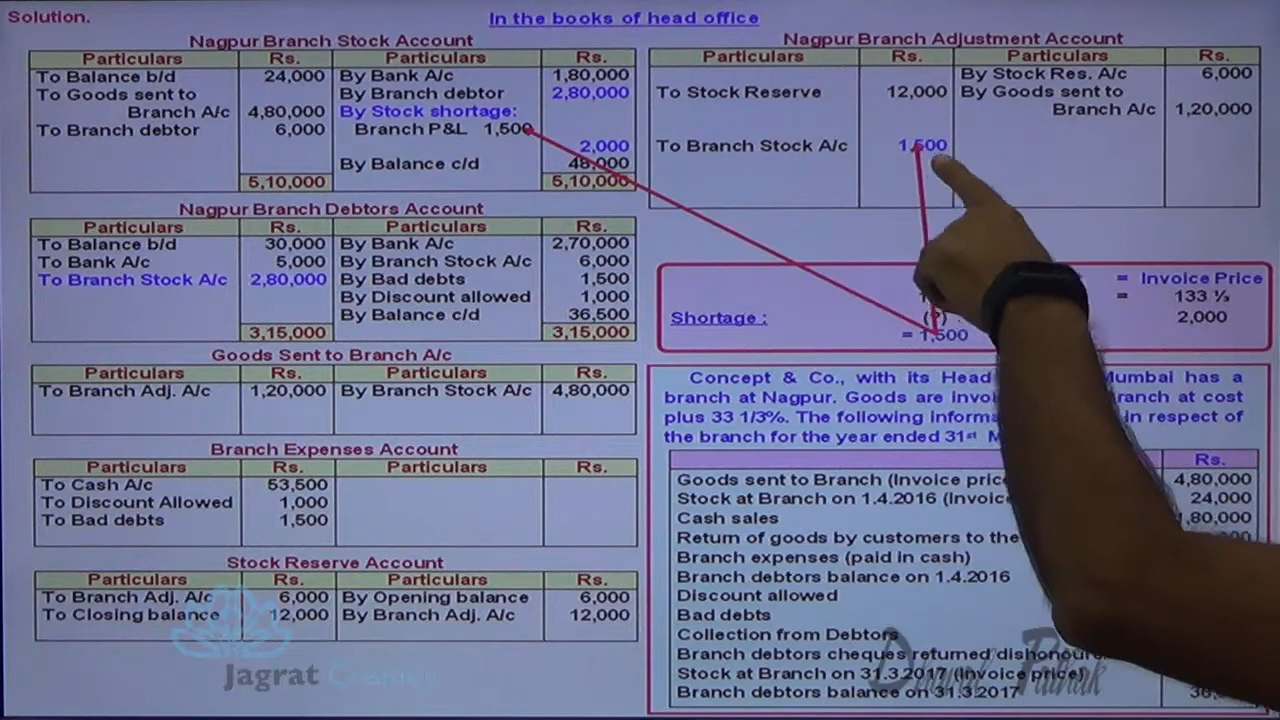 Solution.
In the books of head office
Nagpur Branch Stock Account
Particulars Rs. Particulars Rs.
To Balance b/d 24,000 By Bank A/c 1,80,000
To Goods sent to By Branch debtor 2,80,000
Branch A/c 4,80,000 By Stock shortage:
To Branch debtor 6,000 Branch P&L 1,500
2,000
By Balance c/d 48,000
5,10,000 5,10,000
Nagpur Branch Debtors Account
Particulars Rs. Particulars Rs.
To Balance b/d 30,000 By Bank A/c 2,70,000
To Bank A/c 5,000 By Branch Stock A/c 6,000
To Branch Stock A/c 2,80,000 By Bad debts 1,500
By Discount allowed 1,000
By Balance c/d 36,500
3,15,000 3,15,000
Goods Sent to Branch A/c
Particulars Rs. Particulars Rs.
To Branch Adj. A/c 1,20,000 By Branch Stock A/c 4,80,000
Branch Expenses Account
Particulars Rs. Particulars Rs.
To Cash A/c 53,500
To Discount Allowed 1,000
To Bad debts 1,500
Stock Reserve Account
Particulars Rs. Particulars Rs.
To Branch Adj. A/c 6,000 By Opening balance 6,000
To Closing balance 12,000 By Branch Adj. A/c 12,000
Jagrat
Nagpur Branch Adjustment Account
Particulars Rs. Particulars Rs.
By Stock Res. A/c 6,000
To Stock Reserve 12,000 By Goods sent to
Branch A/c 1,20,000
To Branch Stock A/c 1,500
= Invoice Price
= 133 ⅓
Shortage : (?) 2,000
= 1,500
Concept & Co., with its Head Mumbai has a
branch at Nagpur. Goods are at cost
plus 33 1/3%. The following in respect of
the branch for the year ended 31st
Rs.
Goods sent to Branch (Invoice 4,80,000
Stock at Branch on 1.4.2016 24,000
Cash sales 1,80,000
Return of goods by customers to the
Branch expenses (paid in cash)
Branch debtors balance on 1.4.2016
Discount allowed
Bad debts
Collection from Debtors
Branch debtors cheques returned
Stock at Branch on 31.3.2017 (Invoice price)
Branch debtors balance on 31.3.2017
Pathak